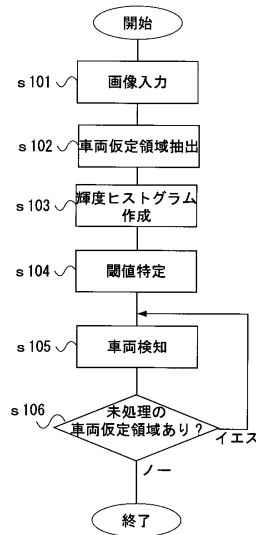 開始
s101
画像入力
s102
車両仮定領域抽出
s103
輝度ヒストグラム
作成
s104
閾値特定
s105
車両検知
s106
未処理の
車両仮定領域あり？
イエス
ノー
終了